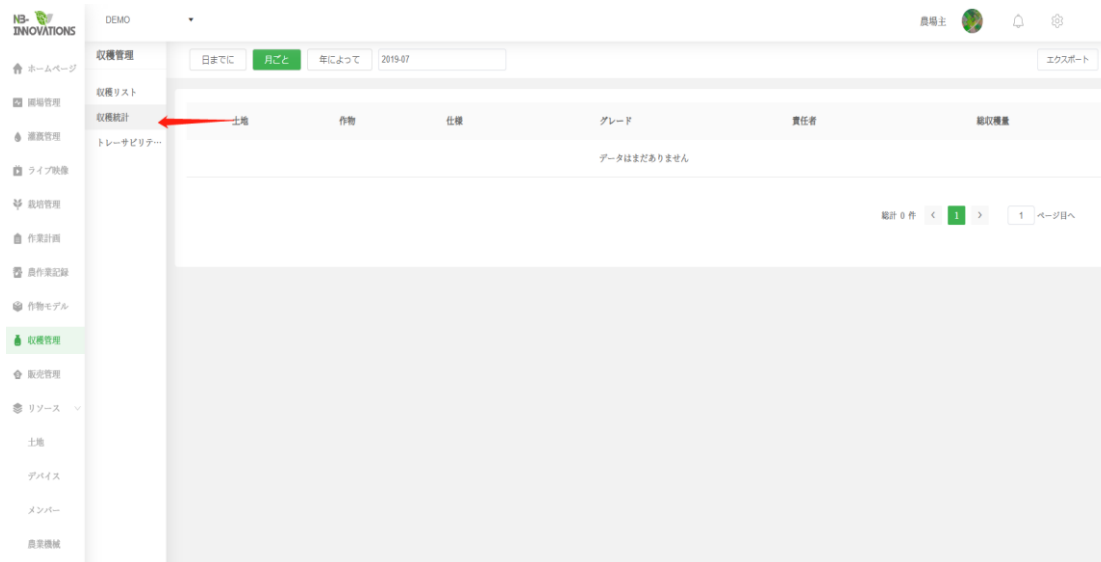 NB-
INNOVATIONS
DEMO
農場主
ホームページ
圃場管理
灌漑管理
ライブ映像
栽培管理
作業計画
農作業記録
作物モデル
収穫管理
販売管理
リソース
土地
デバイス
メンバー
農業機械
収穫管理
収穫リスト
収穫統計
トレーサビリテ…
日までに 月ごと 年によって 2019-07 エクスポート
土地 作物 仕様 グレード 責任者 総収穫量
データはまだありません
総計 0 件 < 1 > 1 ページ目へ